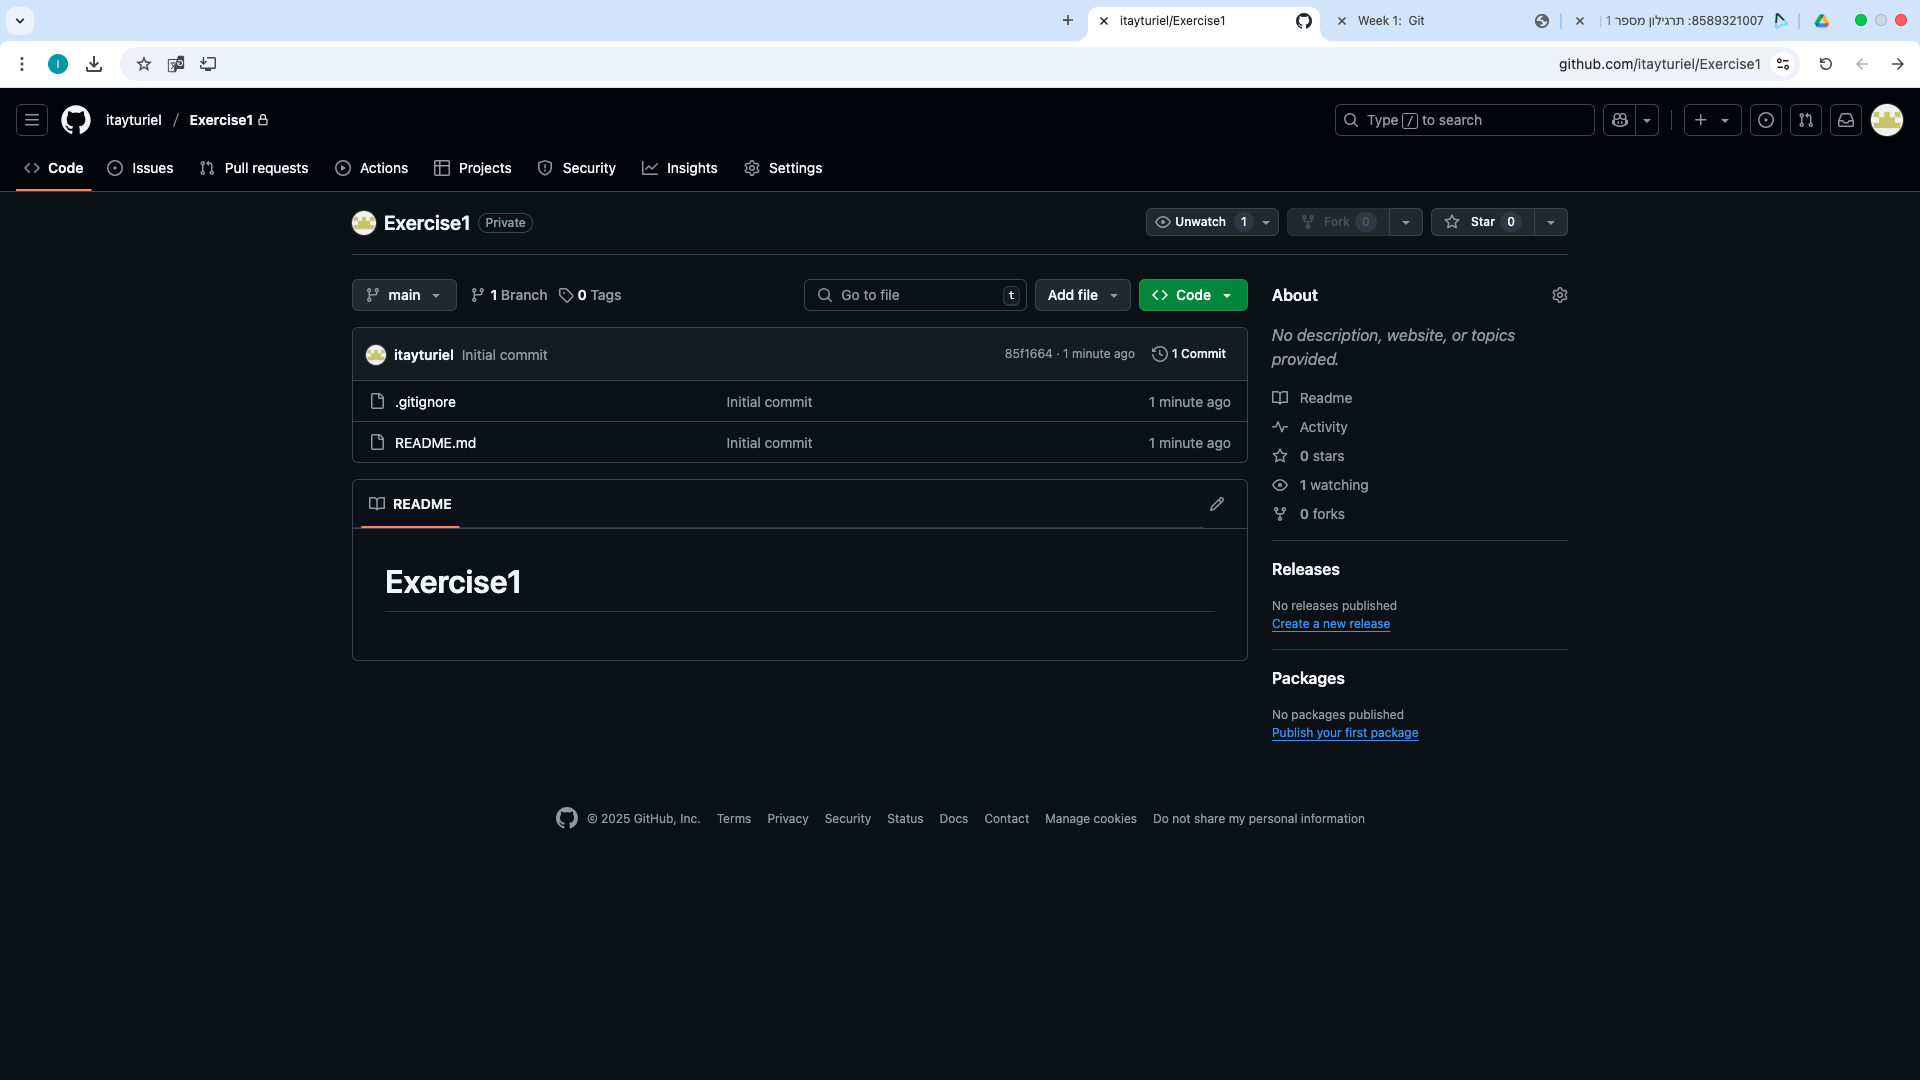 itayturiel/Exercise1
Week 1:  Git
8589321007: תרגילון מספר 1 |
I
github.com/itayturiel/Exercise1
itayturiel / Exercise1
Type / to search
Code
Issues
Pull requests
Actions
Projects
Security
Insights
Settings
Exercise1 Private
Unwatch 1
Fork 0
Star 0
main
1 Branch
0 Tags
Go to file t
Add file
Code
itayturiel Initial commit 85f1664 · 1 minute ago 1 Commit
.gitignore Initial commit 1 minute ago
README.md Initial commit 1 minute ago
README
Exercise1
About
No description, website, or topics
provided.
Readme
Activity
0 stars
1 watching
0 forks
Releases
No releases published
Create a new release
Packages
No packages published
Publish your first package
© 2025 GitHub, Inc. Terms Privacy Security Status Docs Contact Manage cookies Do not share my personal information